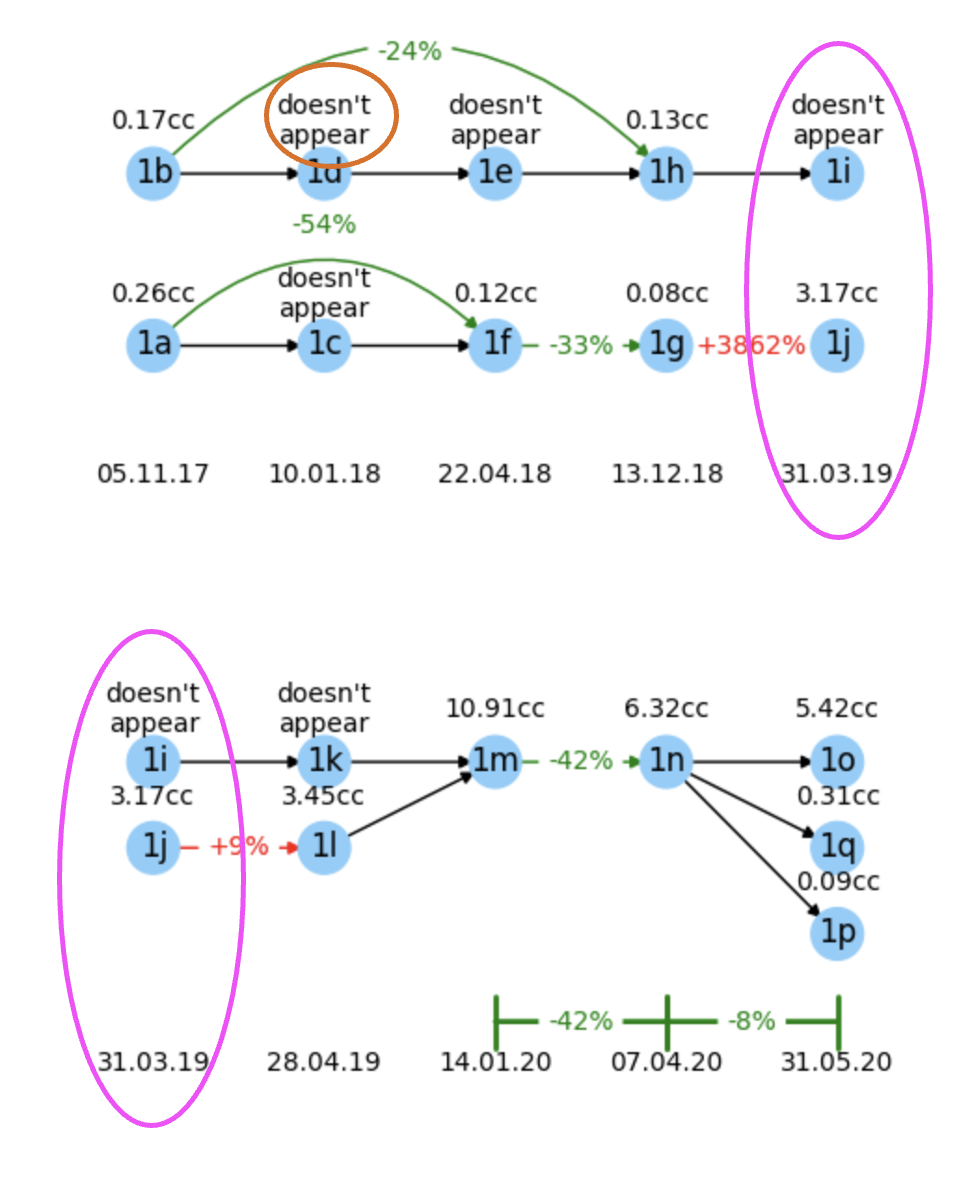 -24%
doesn't doesn't doesn't
0.17cc appear appear 0.13cc appear
1b 1d 1e 1h 1i
-54%
doesn't
0.26cc appear 0.12cc 0.08cc 3.17cc
1a 1c 1f -33% 1g +3862% 1j
05.11.17 10.01.18 22.04.18 13.12.18 31.03.19
doesn't doesn't
appear appear 10.91cc 6.32cc 5.42cc
1i 1k 1m -42% 1n 1o
3.17cc 3.45cc 0.31cc
1j +9% 1l 1q
0.09cc
1p
-42% -8%
31.03.19 28.04.19 14.01.20 07.04.20 31.05.20